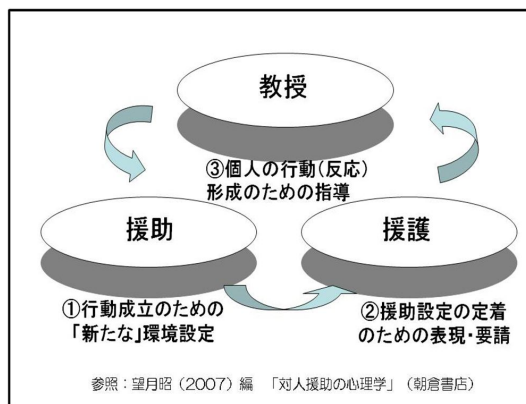 教授
③個人の行動(反応)
形成のための指導
援助
援護
①行動成立のための
「新たな」環境設定
②援助設定の定着
のための表現・要請
参照：望月昭（2007）編 「対人援助の心理学」（朝倉書店）